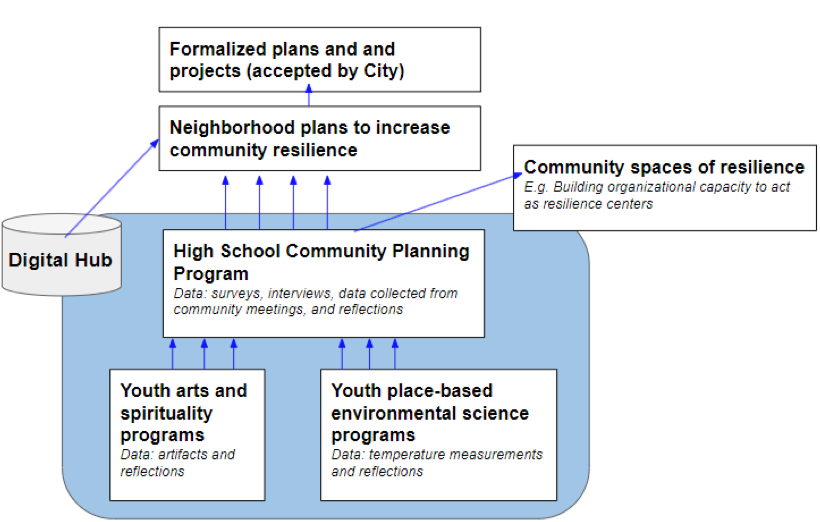 Formalized plans and and
projects (accepted by City)
Neighborhood plans to increase
community resilience
Community spaces of resilience
E.g. Building organizational capacity to act
as resilience centers
Digital Hub
High School Community Planning
Program
Data: surveys, interviews, data collected from
community meetings, and reflections
Youth arts and
spirituality
programs
Data: artifacts and
reflections
Youth place-based
environmental science
programs
Data: temperature measurements
and reflections